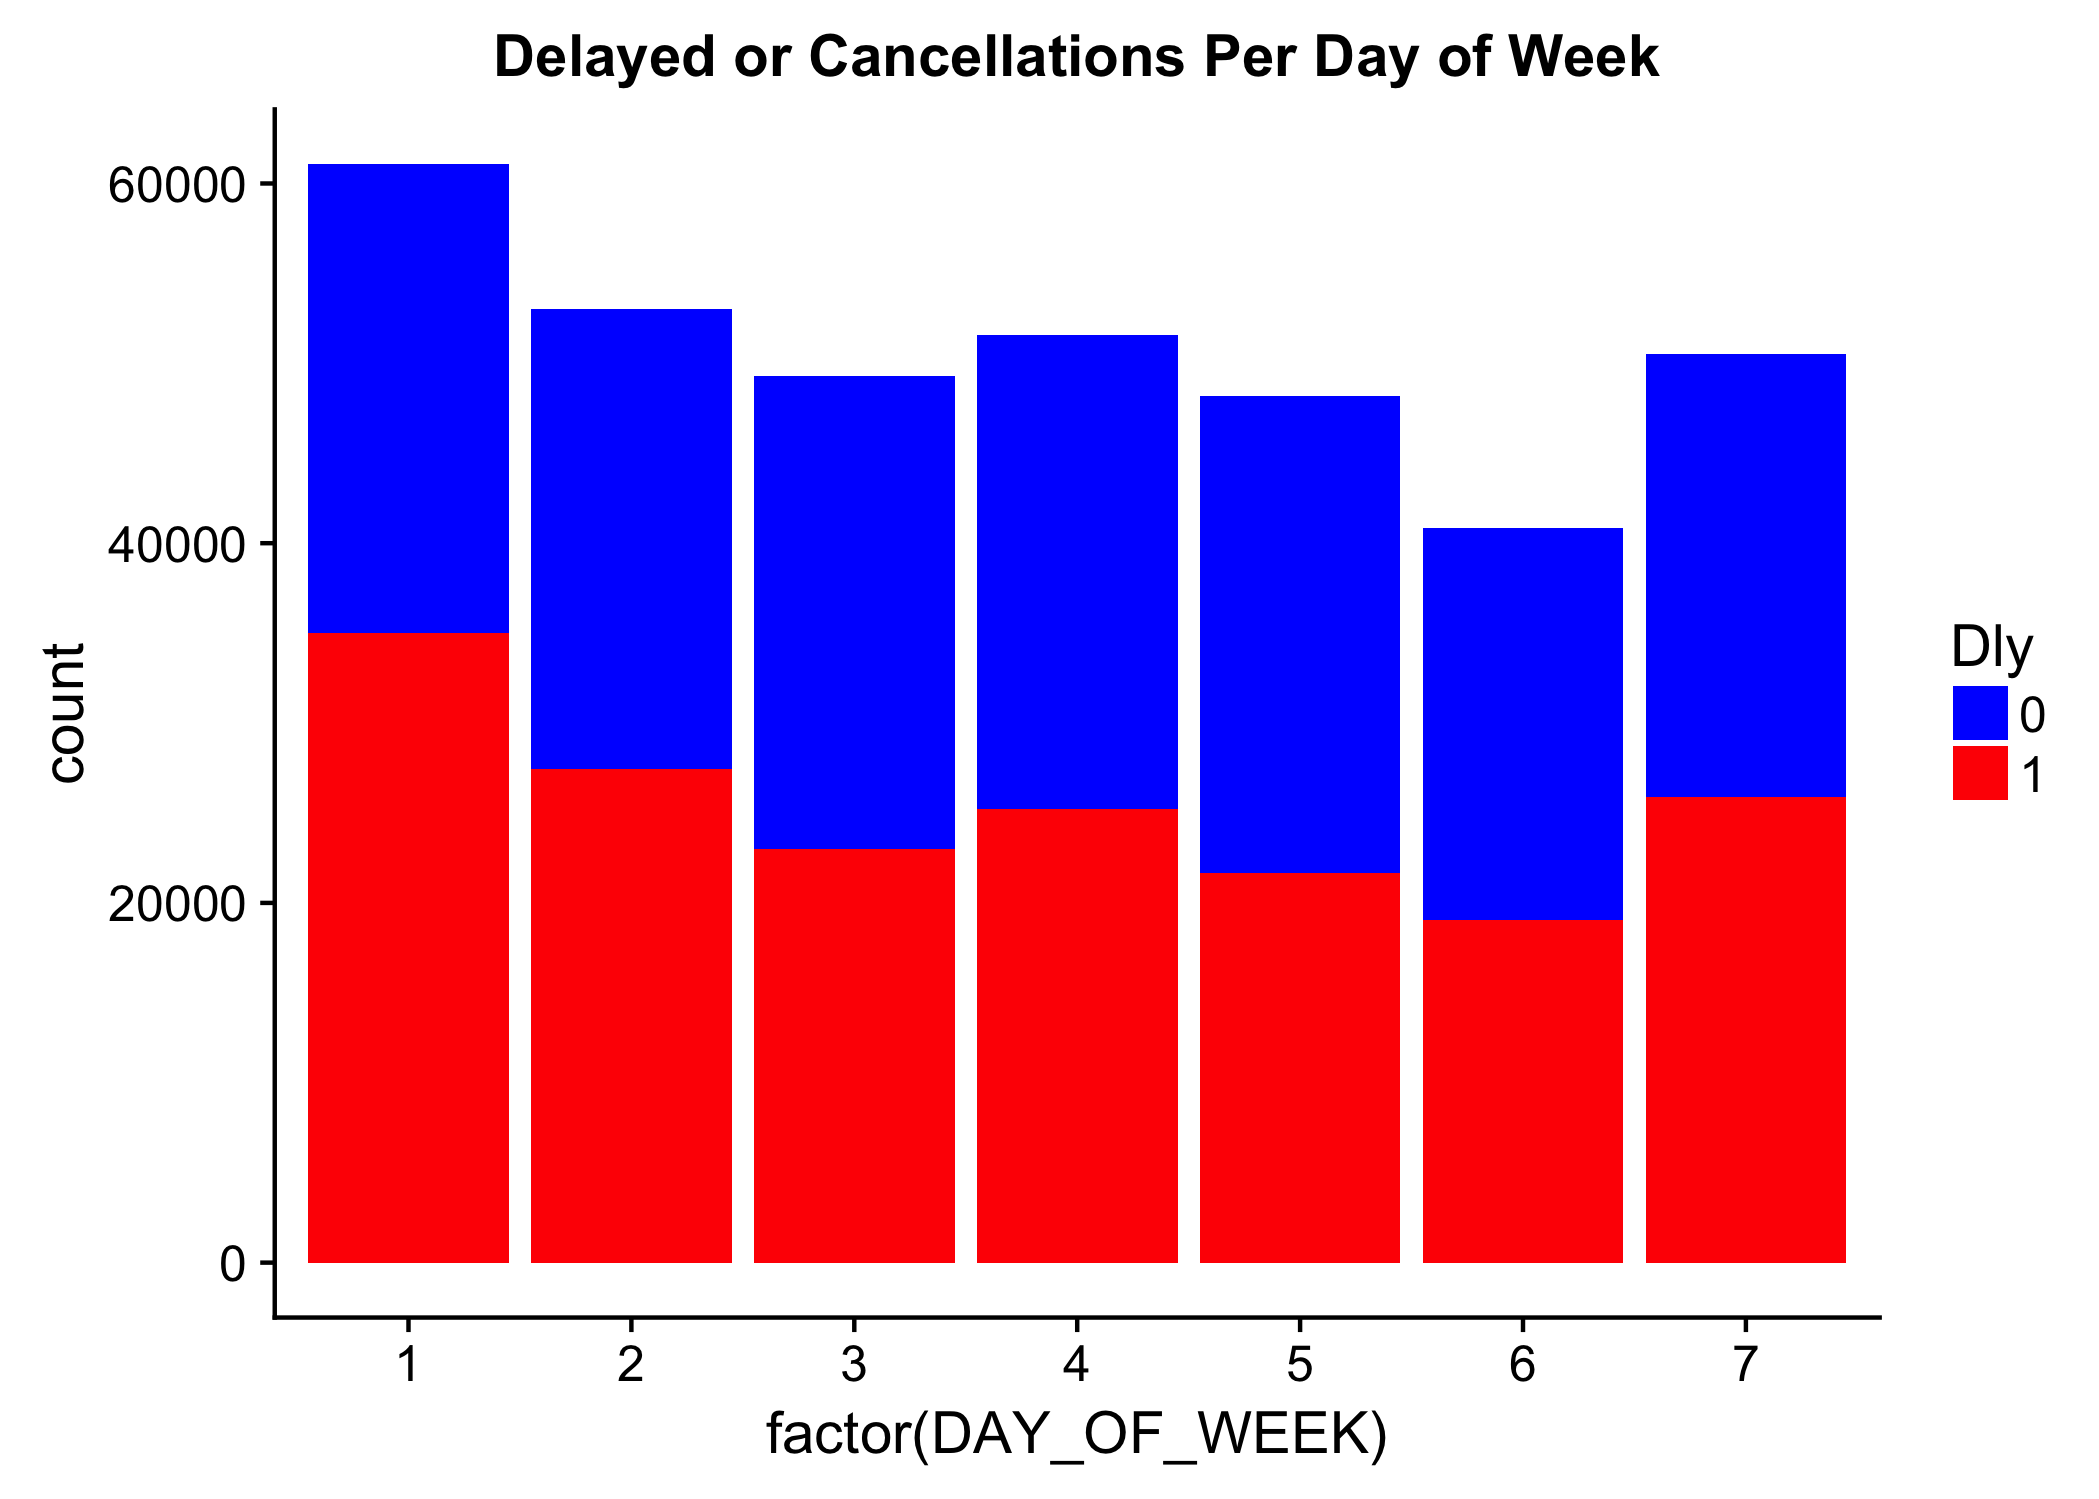 Delayed or Cancellations Per Day of Week
60000
40000
20000
0
count
1 2 3 4 5 6 7
factor(DAY_OF_WEEK)
Dly
0
1